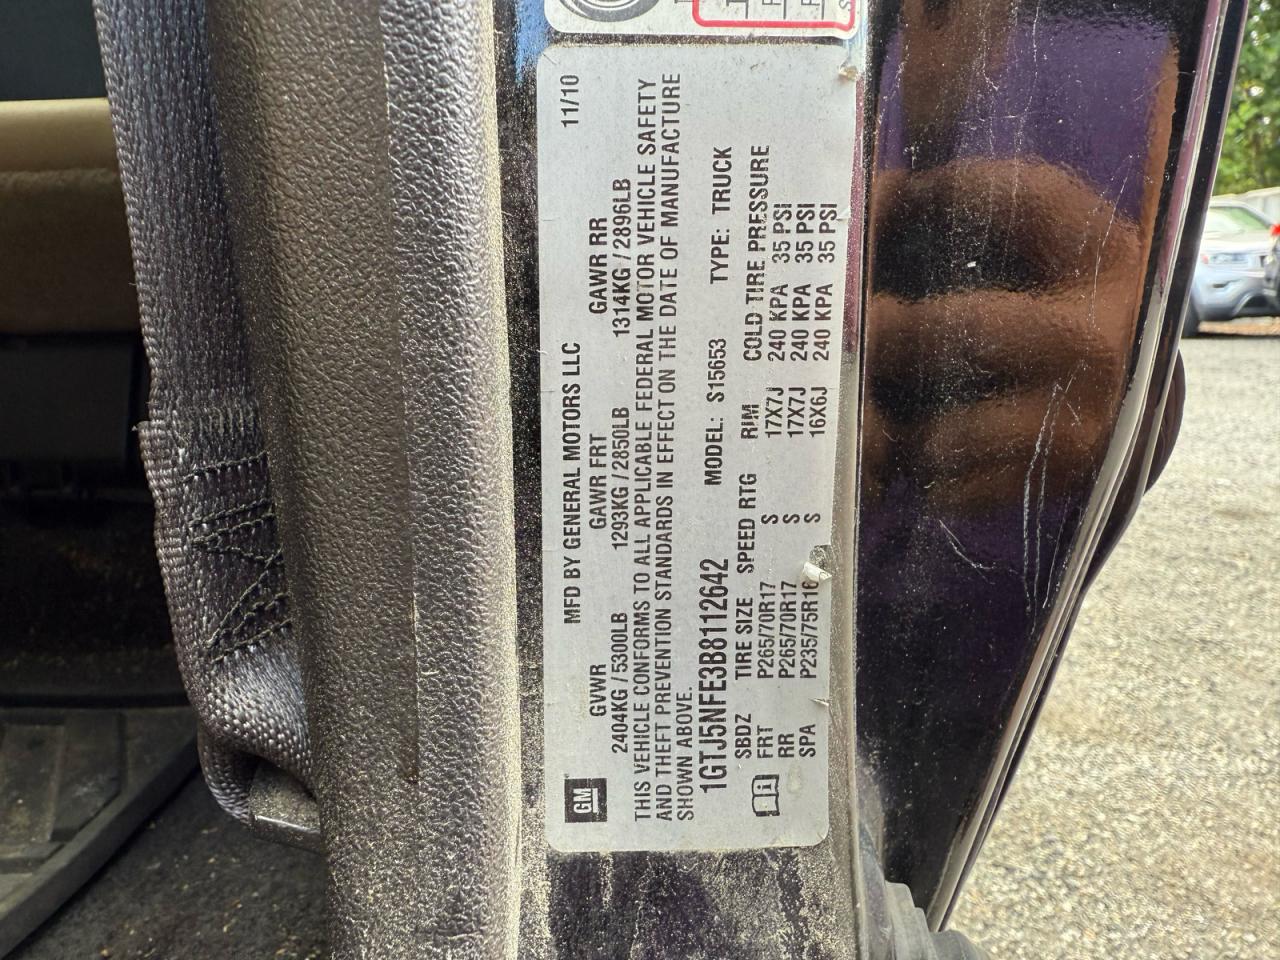 MFD BY GENERAL MOTORS LLC 11/10
GM
GVWR GAWR FRT GAWR RR
2404KG /5300LB 1293KG /2850LB 1314KG /2896LB
THIS VEHICLE CONFORMS TO ALL APPLICABLE FEDERAL MOTOR VEHICLE SAFETY
AND THEFT PREVENTION STANDARDS IN EFFECT ON THE DATE OF MANUFACTURE
SHOWN ABOVE.
1GTJ5NFE3B8112642 MODEL: S15653 TYPE: TRUCK
SBDZ TIRE SIZE SPEED RTG RIM COLD TIRE PRESSURE
FRT P265/70R17 S 17X7J 240 KPA 35 PSI
RR P265/70R17 S 17X7J 240 KPA 35 PSI
SPA P235/75R16 S 16X6J 240 KPA 35 PSI